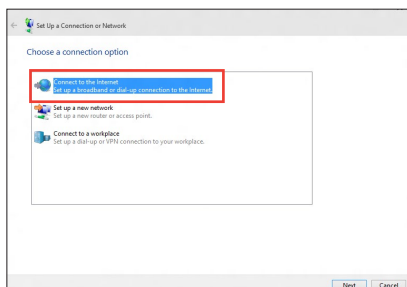 Set Up a Connection or Network
Choose a connection option
Connect to the Internet
Set up a broadband or dial-up connection to the Internet.
Set up a new network
Set up a new router or access point.
Connect to a workplace
Set up a dial-up or VPN connection to your workplace.
Next Cancel